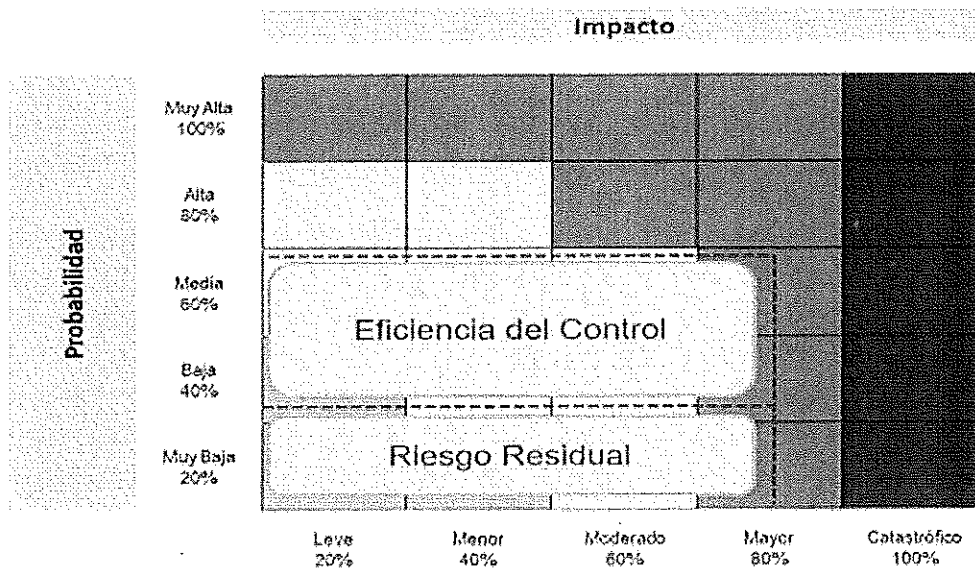 Impacto
Probabilidad
Muy Alta
100%
Alta
80%
Media
60%
Eficiencia del Control
Baja
40%
Muy Baja
20%
Riesgo Residual
Leve
20%
Menor
40%
Moderado
60%
Mayor
80%
Catastrófico
100%